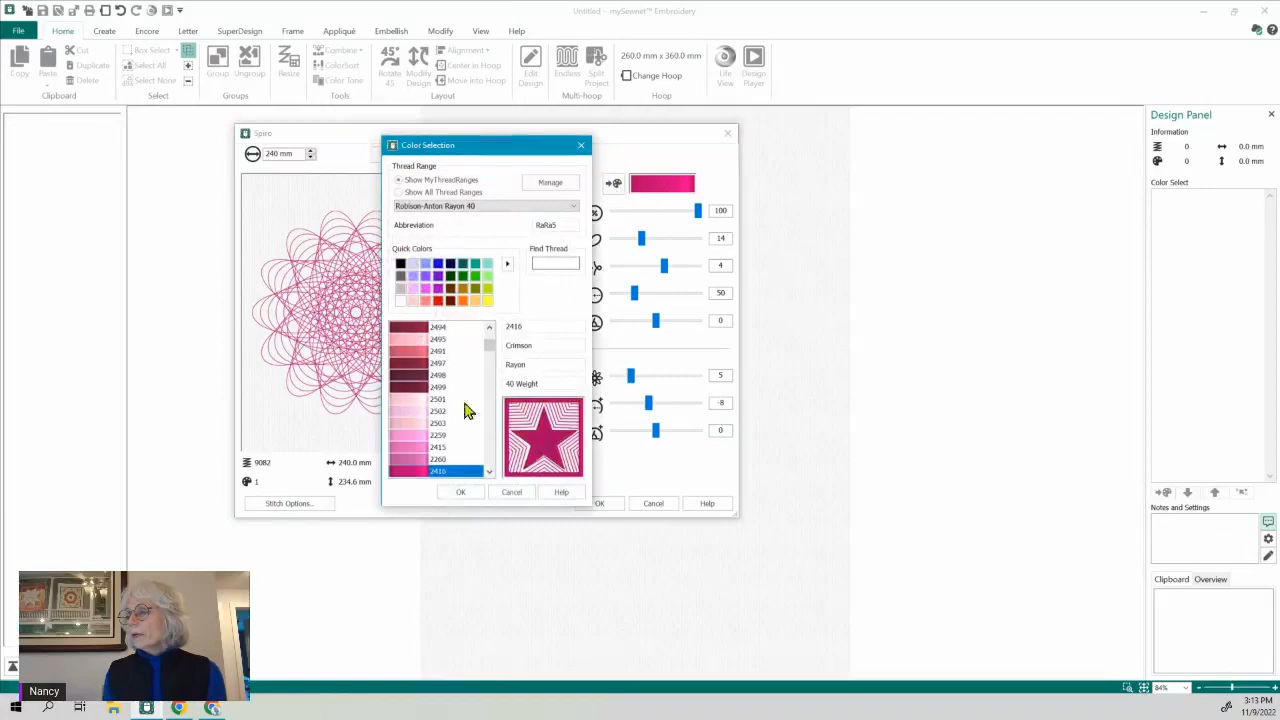 Untitled - mySewnet™ Embroidery
File Home Create Encore Letter SuperDesign Frame Appliqué Embellish Modify View Help
Copy Paste Cut Duplicate Delete Clipboard
Box Select Select All Select None Select
Group Ungroup Groups
Resize Combine ColorSort Color Tone Tools
Rotate 45 Modify Design Alignment Center in Hoop Move into Hoop Layout
Edit Design
Endless Split Project Multi-hoop
260.0 mm x 360.0 mm
Change Hoop
Hoop
Life View Design Player
Spiro
240 mm
9082 240.0 mm
1 234.6 mm
Stitch Options...
Color Selection
Thread Range
Show MyThreadRanges
Show All Thread Ranges
Manage
Robison-Anton Rayon 40
Abbreviation RaRa5
Quick Colors Find Thread
2494
2495
2491
2497
2498
2499
2501
2502
2503
2259
2415
2260
2416
2416
Crimson
Rayon
40 Weight
OK Cancel Help
100
14
4
50
0
5
-8
0
OK Cancel Help
Design Panel
Information
0 0.0 mm
0 0.0 mm
Color Select
Notes and Settings
Clipboard Overview
Nancy
84%
3:13 PM
11/9/2022